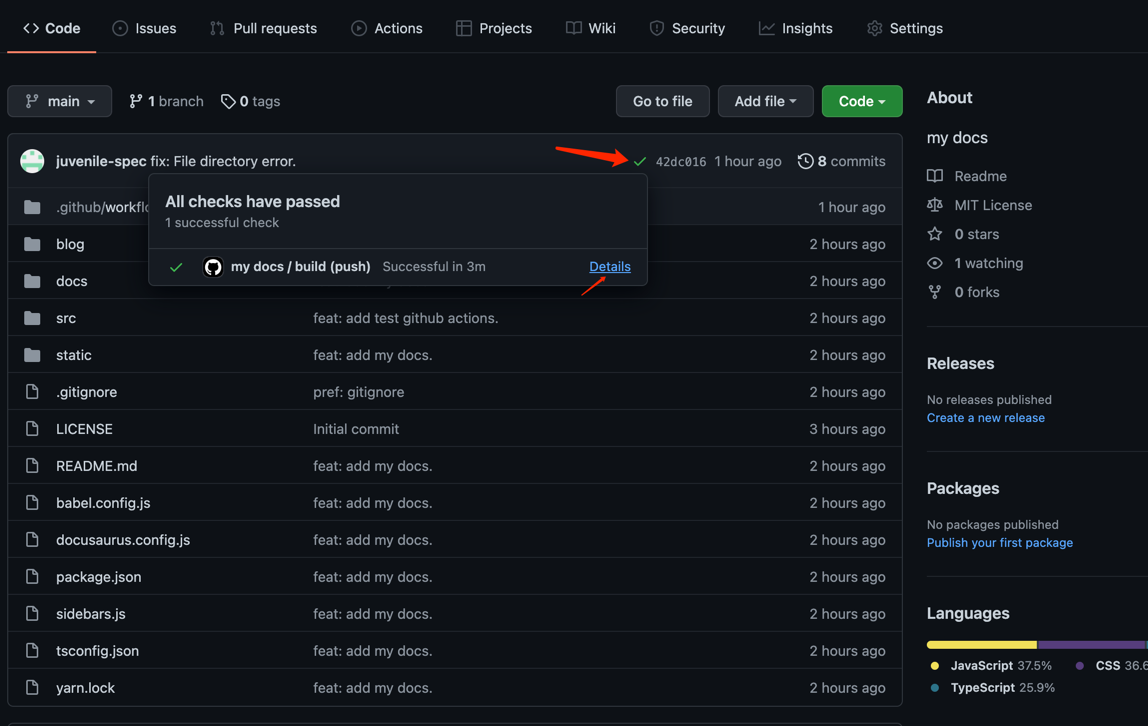 Code Issues Pull requests Actions Projects Wiki Security Insights Settings
main 1 branch 0 tags Go to file Add file Code
juvenile-spec fix: File directory error. 42dc016 1 hour ago 8 commits
All checks have passed
1 successful check
my docs / build (push) Successful in 3m Details
.github/workflo 1 hour ago
blog 2 hours ago
docs 2 hours ago
src feat: add test github actions. 2 hours ago
static feat: add my docs. 2 hours ago
.gitignore pref: gitignore 2 hours ago
LICENSE Initial commit 3 hours ago
README.md feat: add my docs. 2 hours ago
babel.config.js feat: add my docs. 2 hours ago
docusaurus.config.js feat: add my docs. 2 hours ago
package.json feat: add my docs. 2 hours ago
sidebars.js feat: add my docs. 2 hours ago
tsconfig.json feat: add my docs. 2 hours ago
yarn.lock feat: add my docs. 2 hours ago
About
my docs
Readme
MIT License
0 stars
1 watching
0 forks
Releases
No releases published
Create a new release
Packages
No packages published
Publish your first package
Languages
JavaScript 37.5% CSS 36.6
TypeScript 25.9%